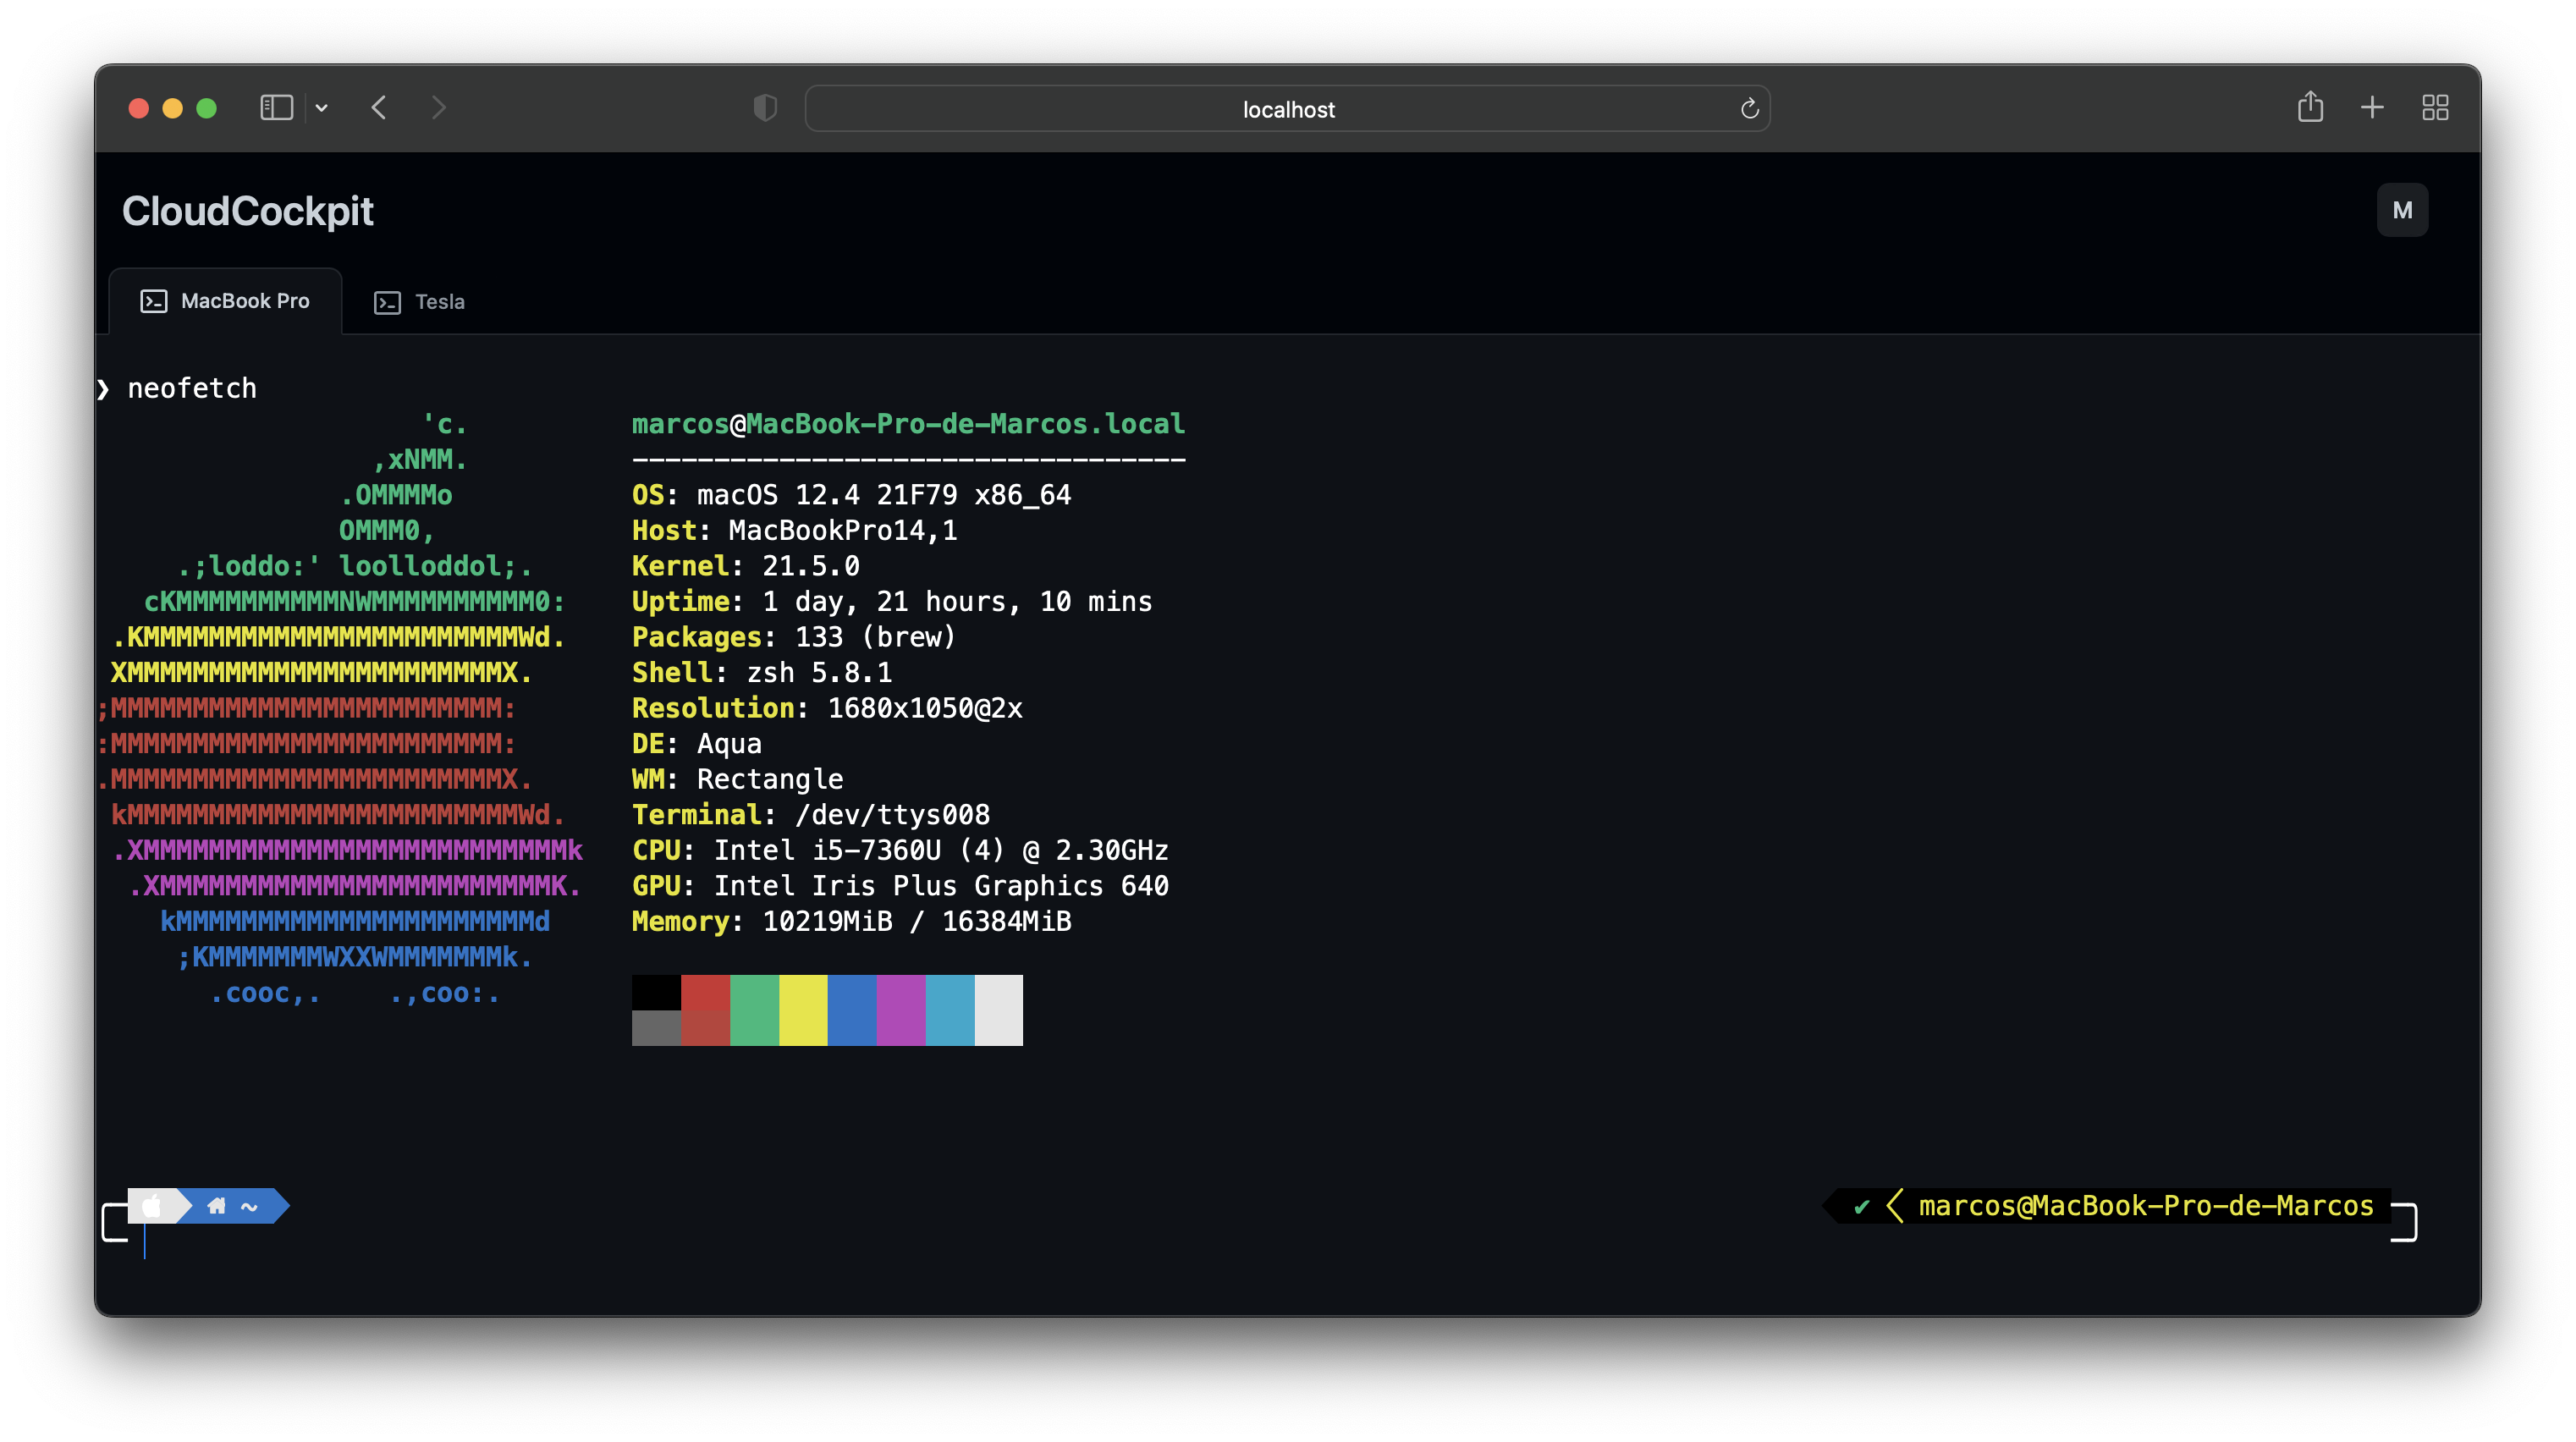 localhost
CloudCockpit
M
MacBook Pro
Tesla
❯ neofetch
'c.
,xNMM.
.OMMMMo
OMMM0,
.;loddo:' loolloddol;.
cKMMMMMMMMMMNWMMMMMMMMMM0:
.KMMMMMMMMMMMMMMMMMMMMMMMWd.
XMMMMMMMMMMMMMMMMMMMMMMMX.
;MMMMMMMMMMMMMMMMMMMMMMMM:
:MMMMMMMMMMMMMMMMMMMMMMMM:
.MMMMMMMMMMMMMMMMMMMMMMMMX.
kMMMMMMMMMMMMMMMMMMMMMMMMWd.
.XMMMMMMMMMMMMMMMMMMMMMMMMMMk
.XMMMMMMMMMMMMMMMMMMMMMMMMK.
kMMMMMMMMMMMMMMMMMMMMMMd
;KMMMMMMMWXXWMMMMMMMk.
.cooc,.    .,coo:.
marcos@MacBook-Pro-de-Marcos.local
----------------------------------
OS: macOS 12.4 21F79 x86_64
Host: MacBookPro14,1
Kernel: 21.5.0
Uptime: 1 day, 21 hours, 10 mins
Packages: 133 (brew)
Shell: zsh 5.8.1
Resolution: 1680x1050@2x
DE: Aqua
WM: Rectangle
Terminal: /dev/ttys008
CPU: Intel i5-7360U (4) @ 2.30GHz
GPU: Intel Iris Plus Graphics 640
Memory: 10219MiB / 16384MiB
~
✔ marcos@MacBook-Pro-de-Marcos